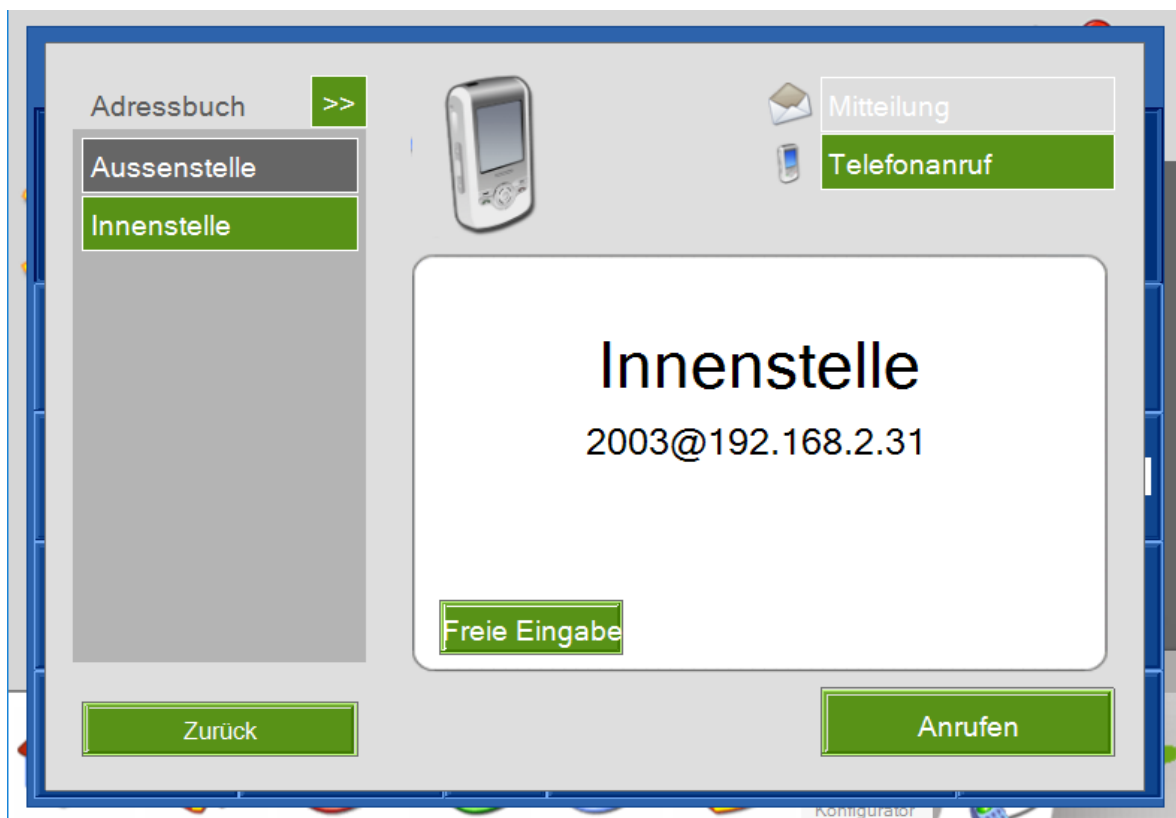 Adressbuch >>
Aussenstelle
Innenstelle
Mitteilung
Telefonanruf
Innenstelle
2003@192.168.2.31
Freie Eingabe
Zurück
Anrufen
Konfigurator